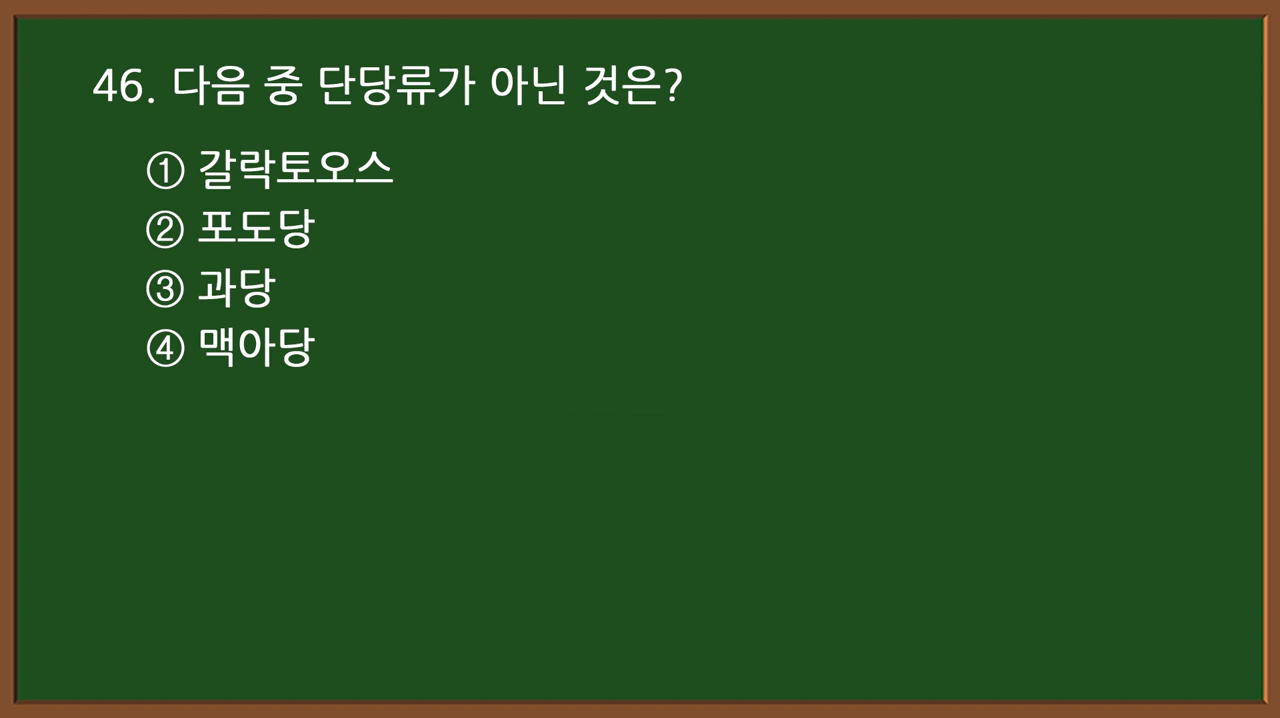 46. 다음 중 단당류가 아닌 것은?
① 갈락토오스
② 포도당
③ 과당
④ 맥아당